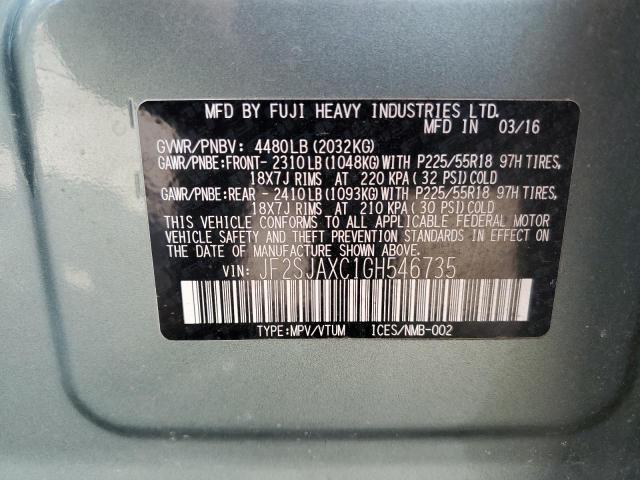 MFD BY FUJI HEAVY INDUSTRIES LTD.
MFD IN 03/16
GVWR/PNBV: 4480LB(2032KG)
GAWR/PNBE:FRONT-2310LB(1048KG)WITH P225/55R18 97H TIRES,
18X7J RIMS AT 220 KPA(32 PSI)COLD
GAWR/PNBE:REAR -2410LB(1093KG)WITH P225/55R18 97H TIRES,
18X7J RIMS AT 210 KPA(30 PSI)COLD
THIS VEHICLE CONFORMS TO ALL APPLICABLE FEDERAL MOTOR
VEHICLE SAFETY AND THEFT PREVENTION STANDARDS IN EFFECT
ON THE DATE OF MANUFACTURE SHOWN ABOVE.
VIN: JF2SJAXC1GH546735
TYPE:MPV/VTUM ICES/NMB-002